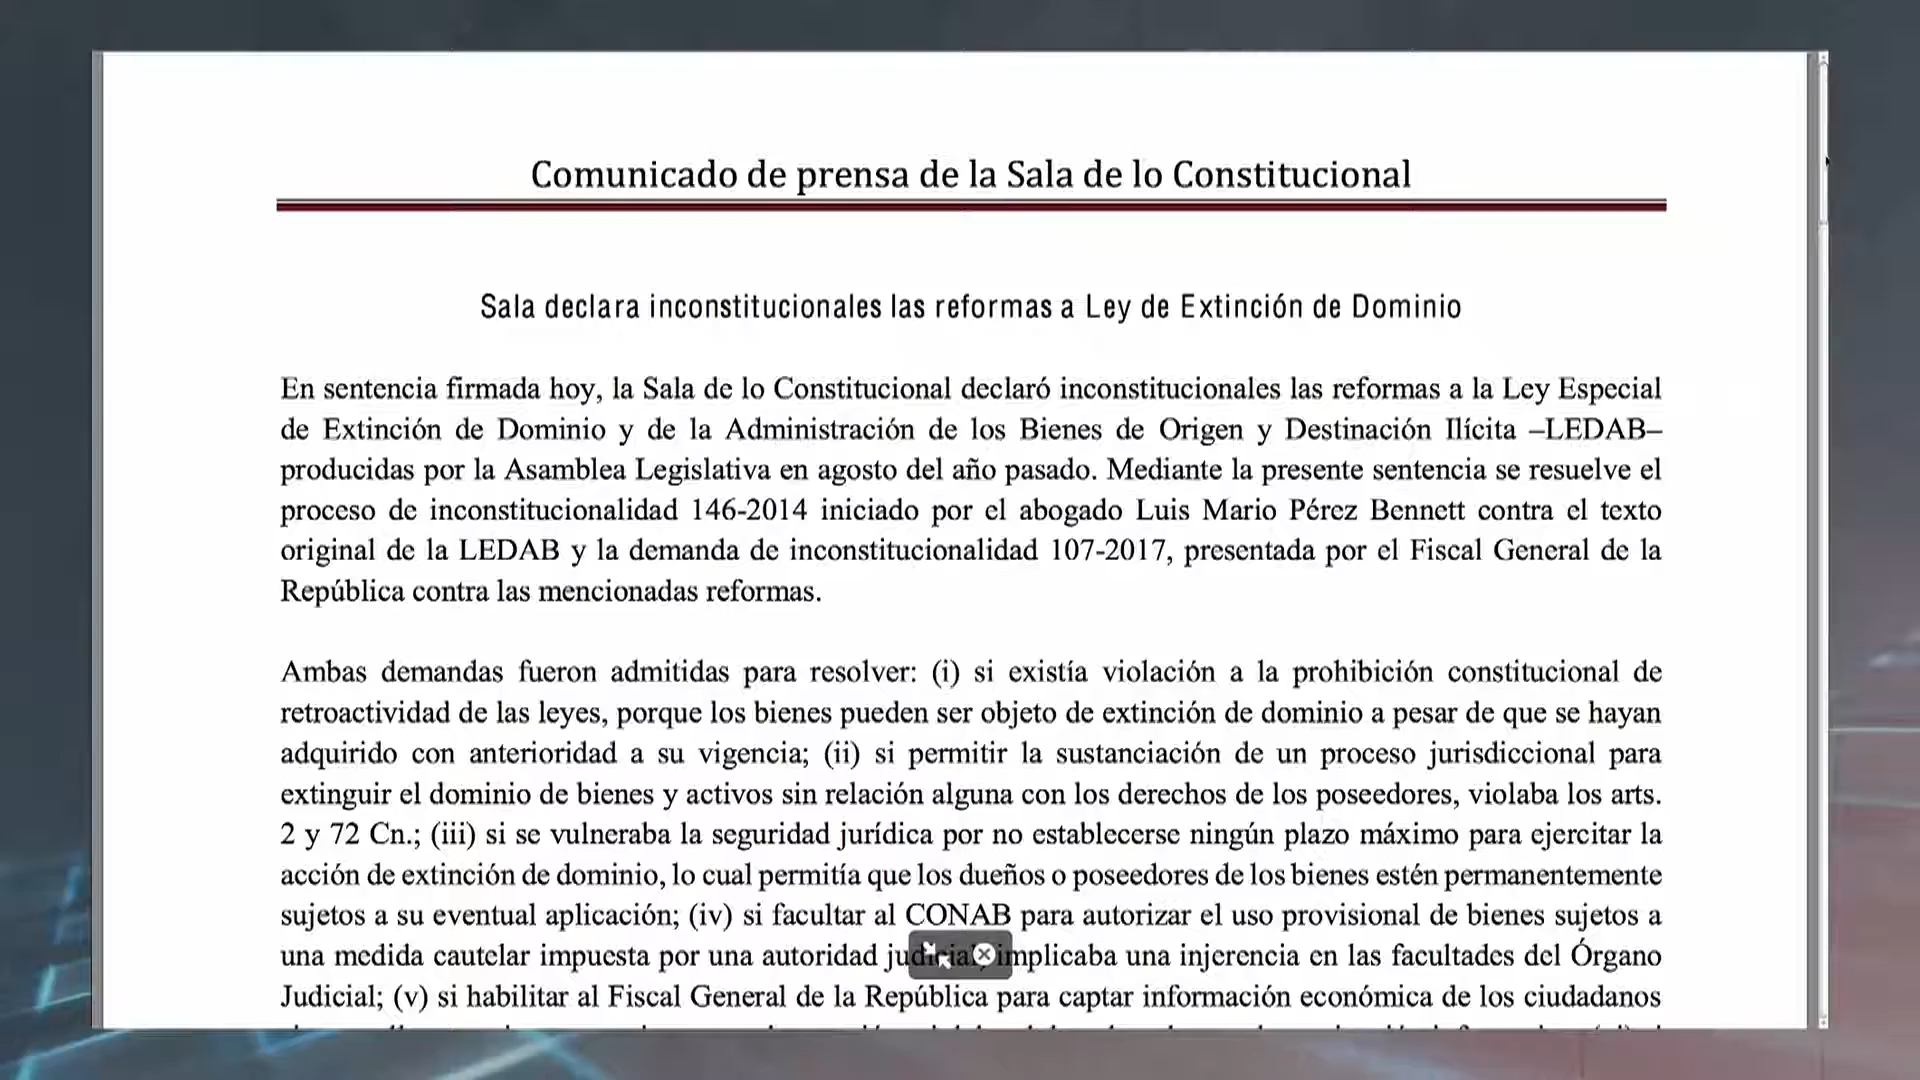 Comunicado de prensa de la Sala de lo Constitucional
Sala declara inconstitucionales las reformas a Ley de Extinción de Dominio
En sentencia firmada hoy, la Sala de lo Constitucional declaró inconstitucionales las reformas a la Ley Especial
de Extinción de Dominio y de la Administración de los Bienes de Origen y Destinación Ilícita –LEDAB–
producidas por la Asamblea Legislativa en agosto del año pasado. Mediante la presente sentencia se resuelve el
proceso de inconstitucionalidad 146-2014 iniciado por el abogado Luis Mario Pérez Bennett contra el texto
original de la LEDAB y la demanda de inconstitucionalidad 107-2017, presentada por el Fiscal General de la
República contra las mencionadas reformas.
Ambas demandas fueron admitidas para resolver: (i) si existía violación a la prohibición constitucional de
retroactividad de las leyes, porque los bienes pueden ser objeto de extinción de dominio a pesar de que se hayan
adquirido con anterioridad a su vigencia; (ii) si permitir la sustanciación de un proceso jurisdiccional para
extinguir el dominio de bienes y activos sin relación alguna con los derechos de los poseedores, violaba los arts.
2 y 72 Cn.; (iii) si se vulneraba la seguridad jurídica por no establecerse ningún plazo máximo para ejercitar la
acción de extinción de dominio, lo cual permitía que los dueños o poseedores de los bienes estén permanentemente
sujetos a su eventual aplicación; (iv) si facultar al CONAB para autorizar el uso provisional de bienes sujetos a
una medida cautelar impuesta por una autoridad judicial, implicaba una injerencia en las facultades del Órgano
Judicial; (v) si habilitar al Fiscal General de la República para captar información económica de los ciudadanos